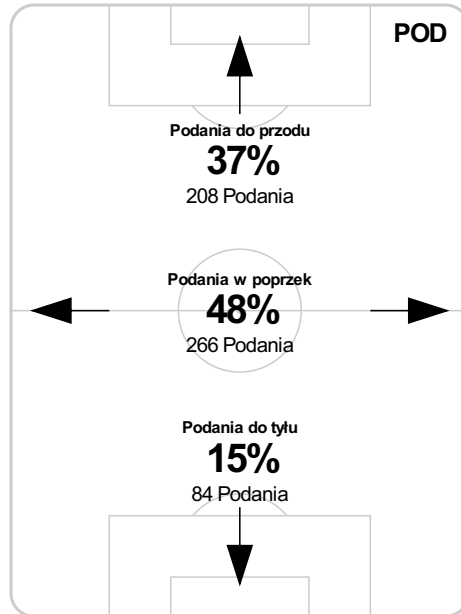 POD
Podania do przodu
37%
208 Podania
Podania w poprzek
48%
266 Podania
Podania do tyłu
15%
84 Podania